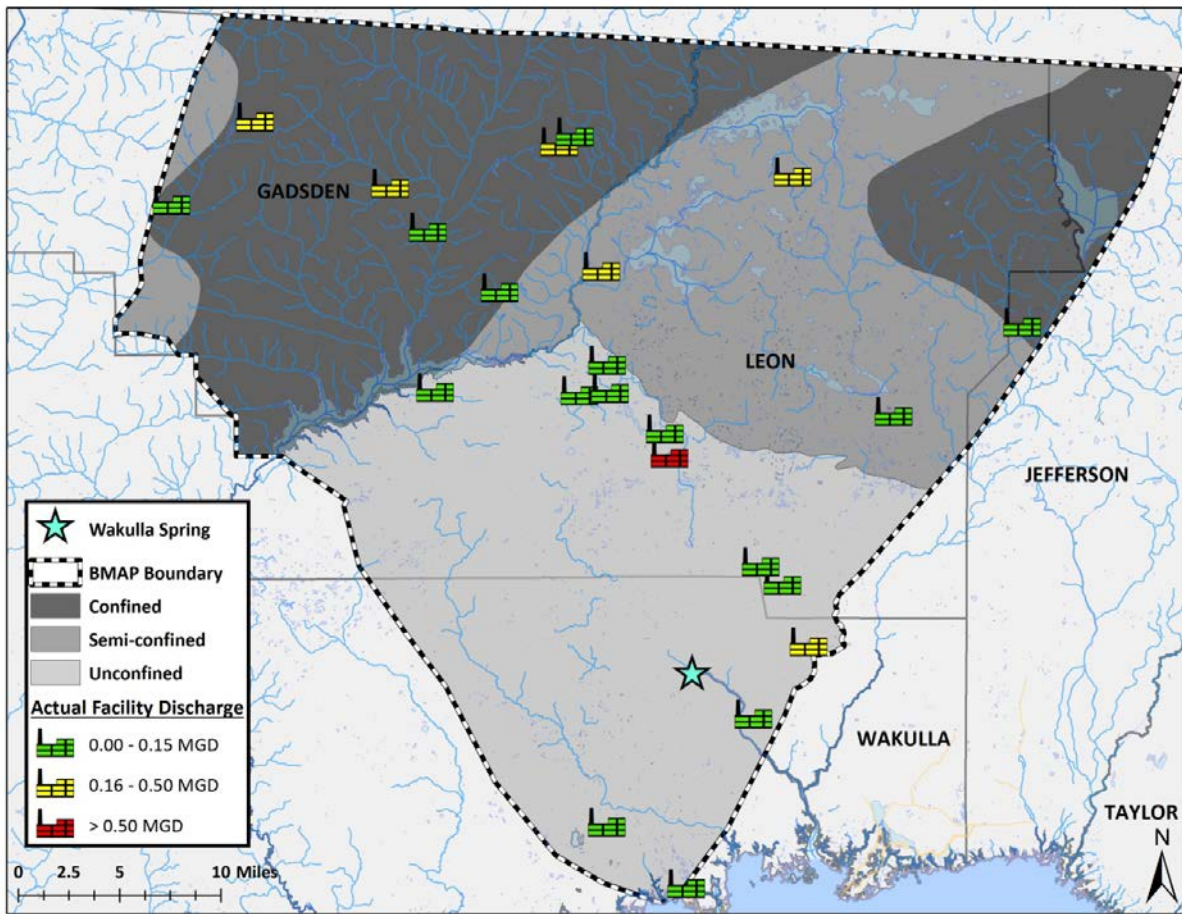 GADSDEN
LEON
JEFFERSON
WAKULLA
TAYLOR
N
Wakulla Spring
BMAP Boundary
Confined
Semi-confined
Unconfined
Actual Facility Discharge
0.00 - 0.15 MGD
0.16 - 0.50 MGD
> 0.50 MGD
0 2.5 5 10 Miles